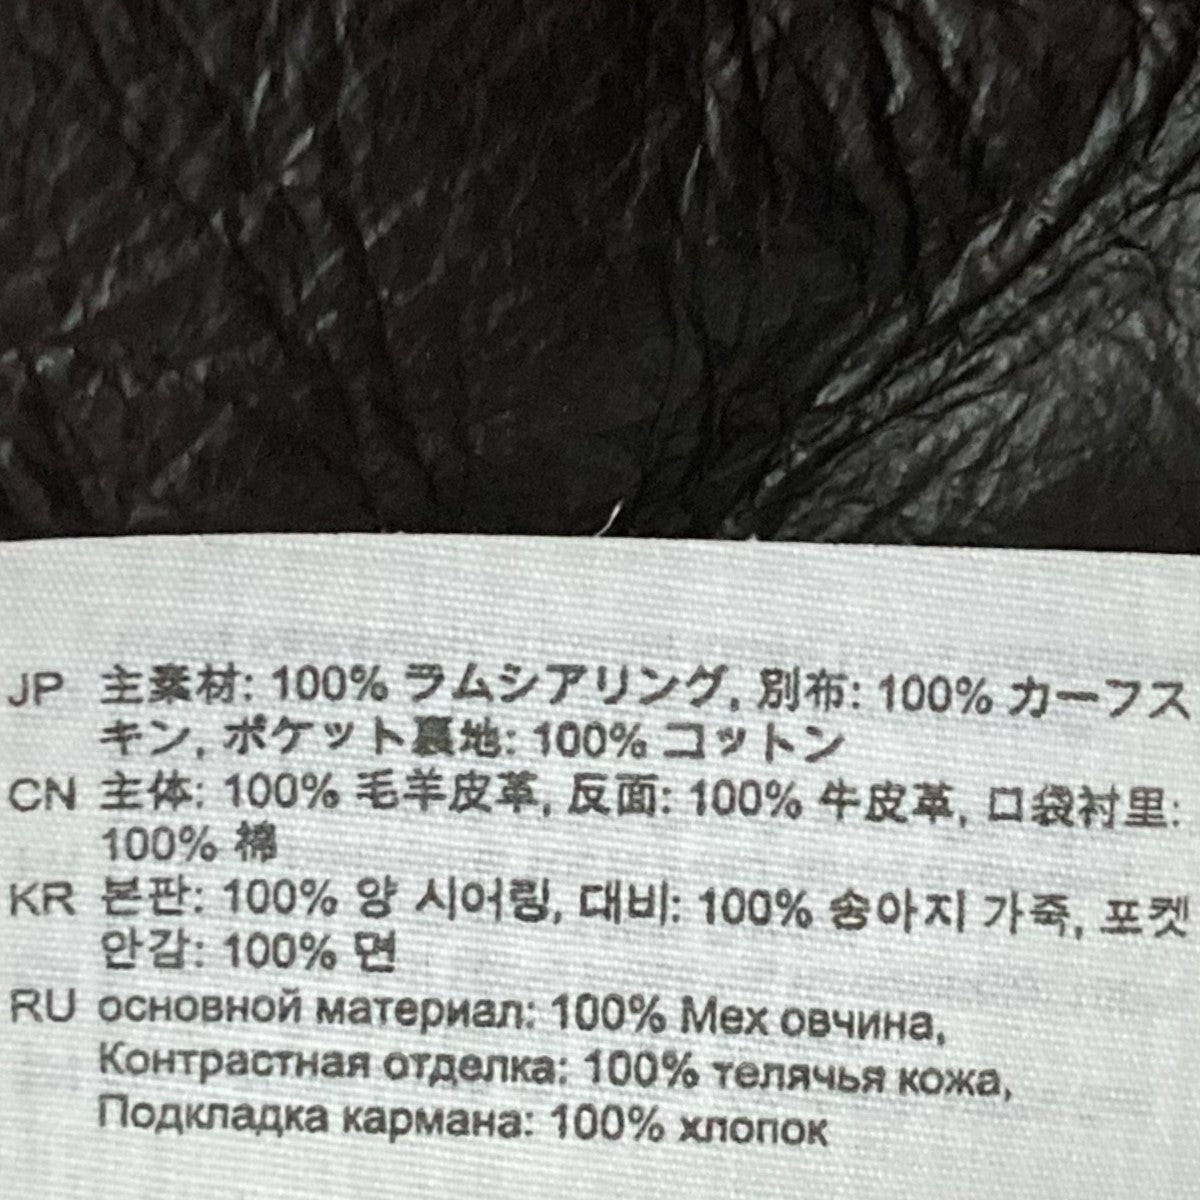 JP 主素材: 100% ラムシアリング, 別布: 100% カーフス
キン, ポケット裏地: 100% コットン
CN 主体: 100% 毛羊皮革, 反面: 100% 牛皮革, 口袋衬里:
100% 棉
KR 본판: 100% 양 시어링, 대비: 100% 송아지 가죽, 포켓
안감: 100% 면
RU основной материал: 100% Мех овчина,
Контрастная отделка: 100% телячья кожа,
Подкладка кармана: 100% хлопок